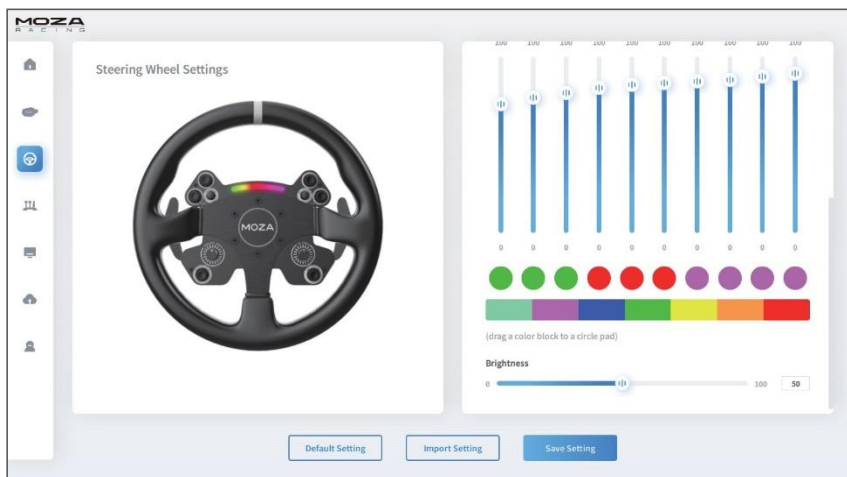 MOZA
RACING
Steering Wheel Settings
MOZA
100 100 100 100 100 100 100 100 100 100
0 0 0 0 0 0 0 0 0 0
(drag a color block to a circle pad)
Brightness
0 100 50
Default Setting Import Setting Save Setting